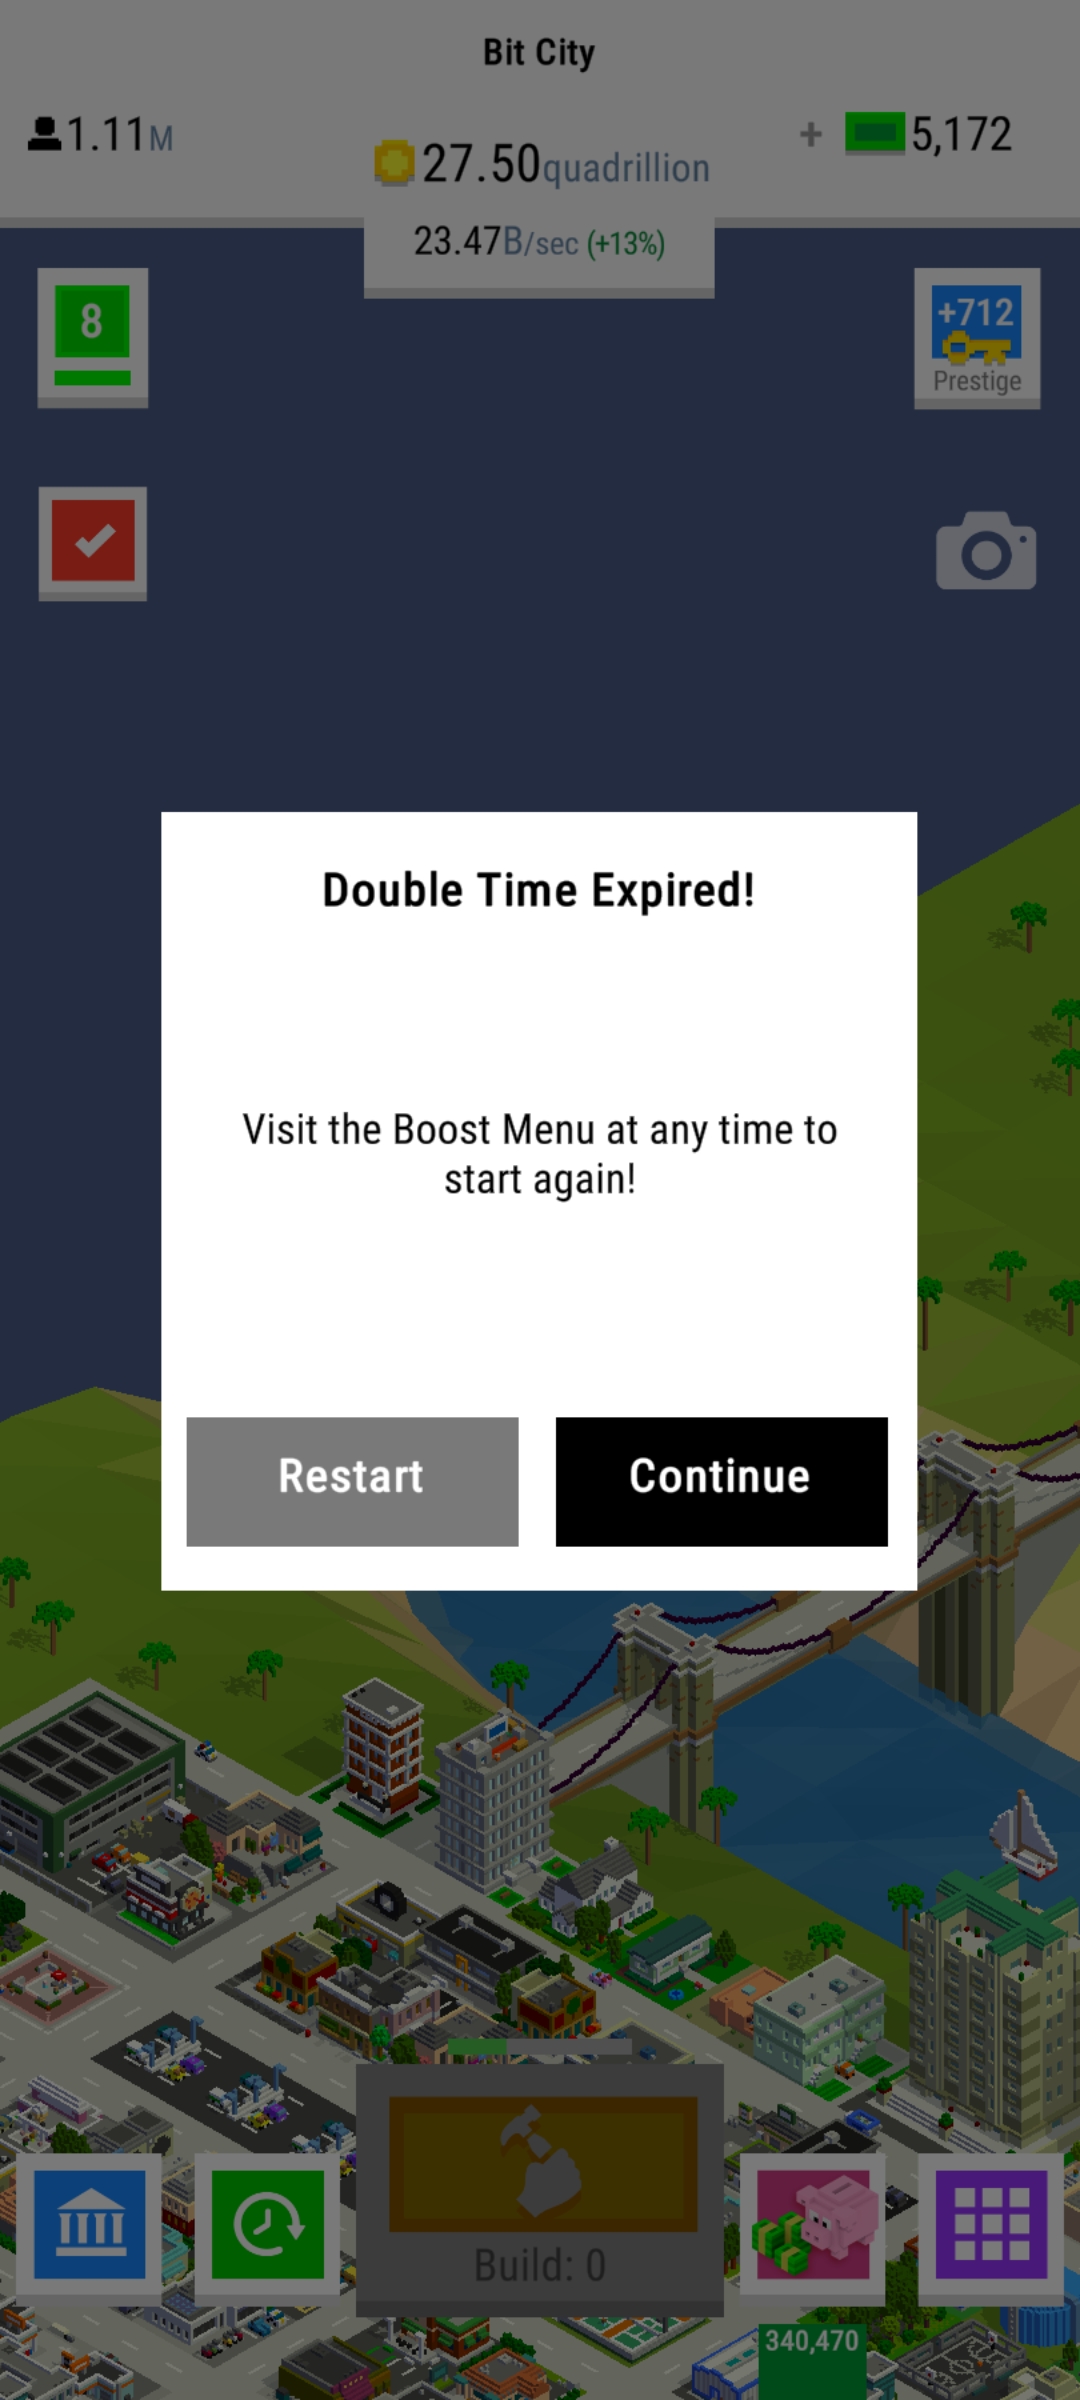 Bit City
1.11M
27.50quadrillion
+ 5,172
23.47B/sec (+13%)
8
+712
Prestige
Double Time Expired!
Visit the Boost Menu at any time to
start again!
Restart
Continue
Build: 0
340,470